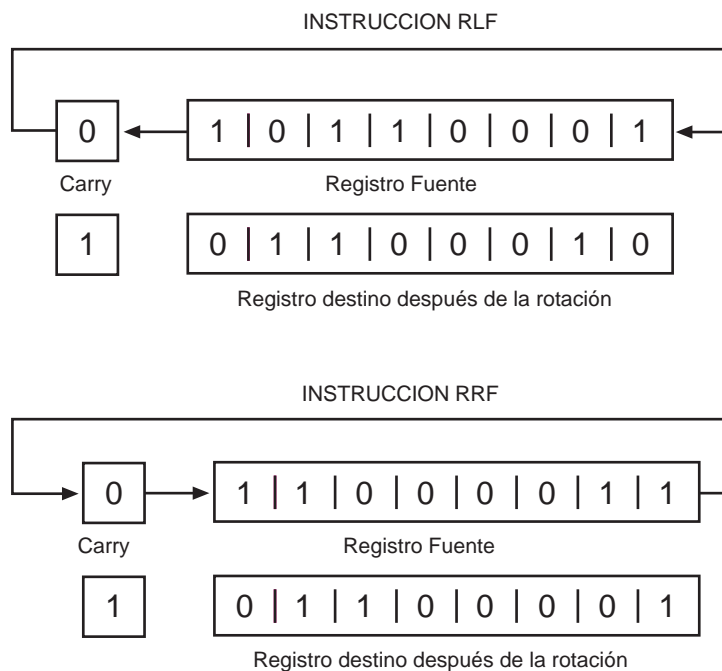 INSTRUCCION RLF
0 1 0 1 1 0 0 0 1
Carry Registro Fuente
1 0 1 1 0 0 0 1 0
Registro destino después de la rotación
INSTRUCCION RRF
0 1 1 0 0 0 0 1 1
Carry Registro Fuente
1 0 1 1 0 0 0 0 1
Registro destino después de la rotación